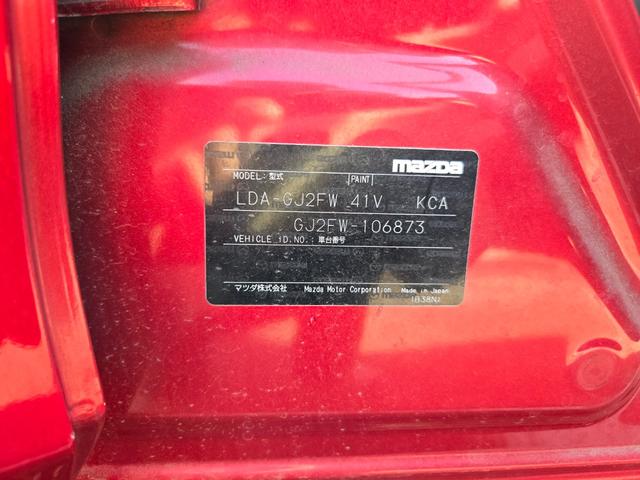 mazda
MODEL: 型式 PAINT
LDA-GJ2FW 41V KCA
GJ2FW-106873
VEHICLE ID.NO.: 車台番号
マツダ株式会社 Mazda Motor Corporation Made in Japan